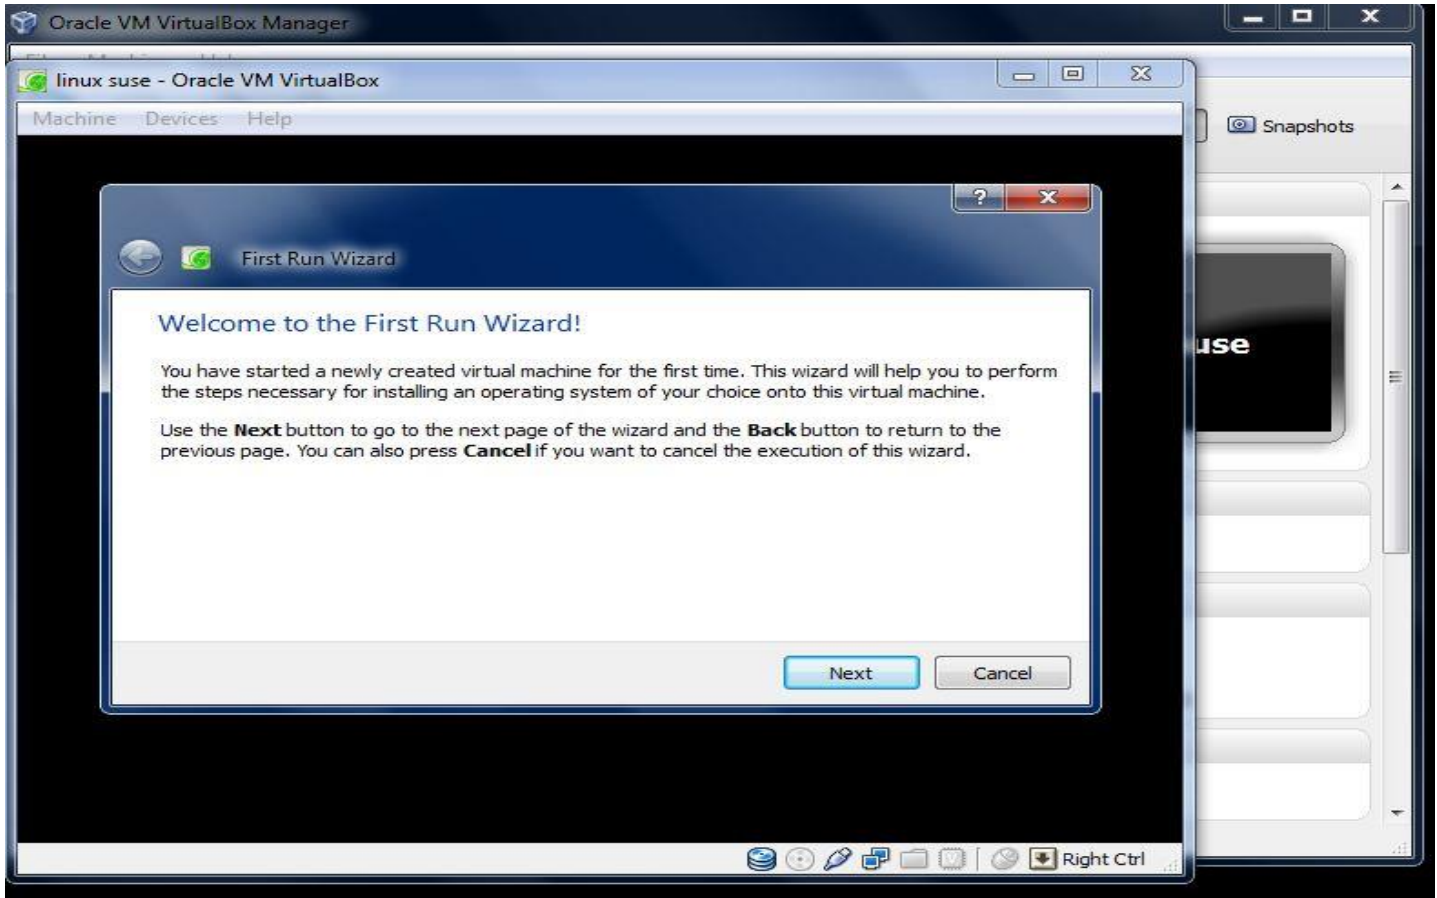 Oracle VM VirtualBox Manager
linux suse - Oracle VM VirtualBox
Machine Devices Help
Snapshots
First Run Wizard
Welcome to the First Run Wizard!
You have started a newly created virtual machine for the first time. This wizard will help you to perform
the steps necessary for installing an operating system of your choice onto this virtual machine.
Use the Next button to go to the next page of the wizard and the Back button to return to the
previous page. You can also press Cancel if you want to cancel the execution of this wizard.
use
Next Cancel
Right Ctrl